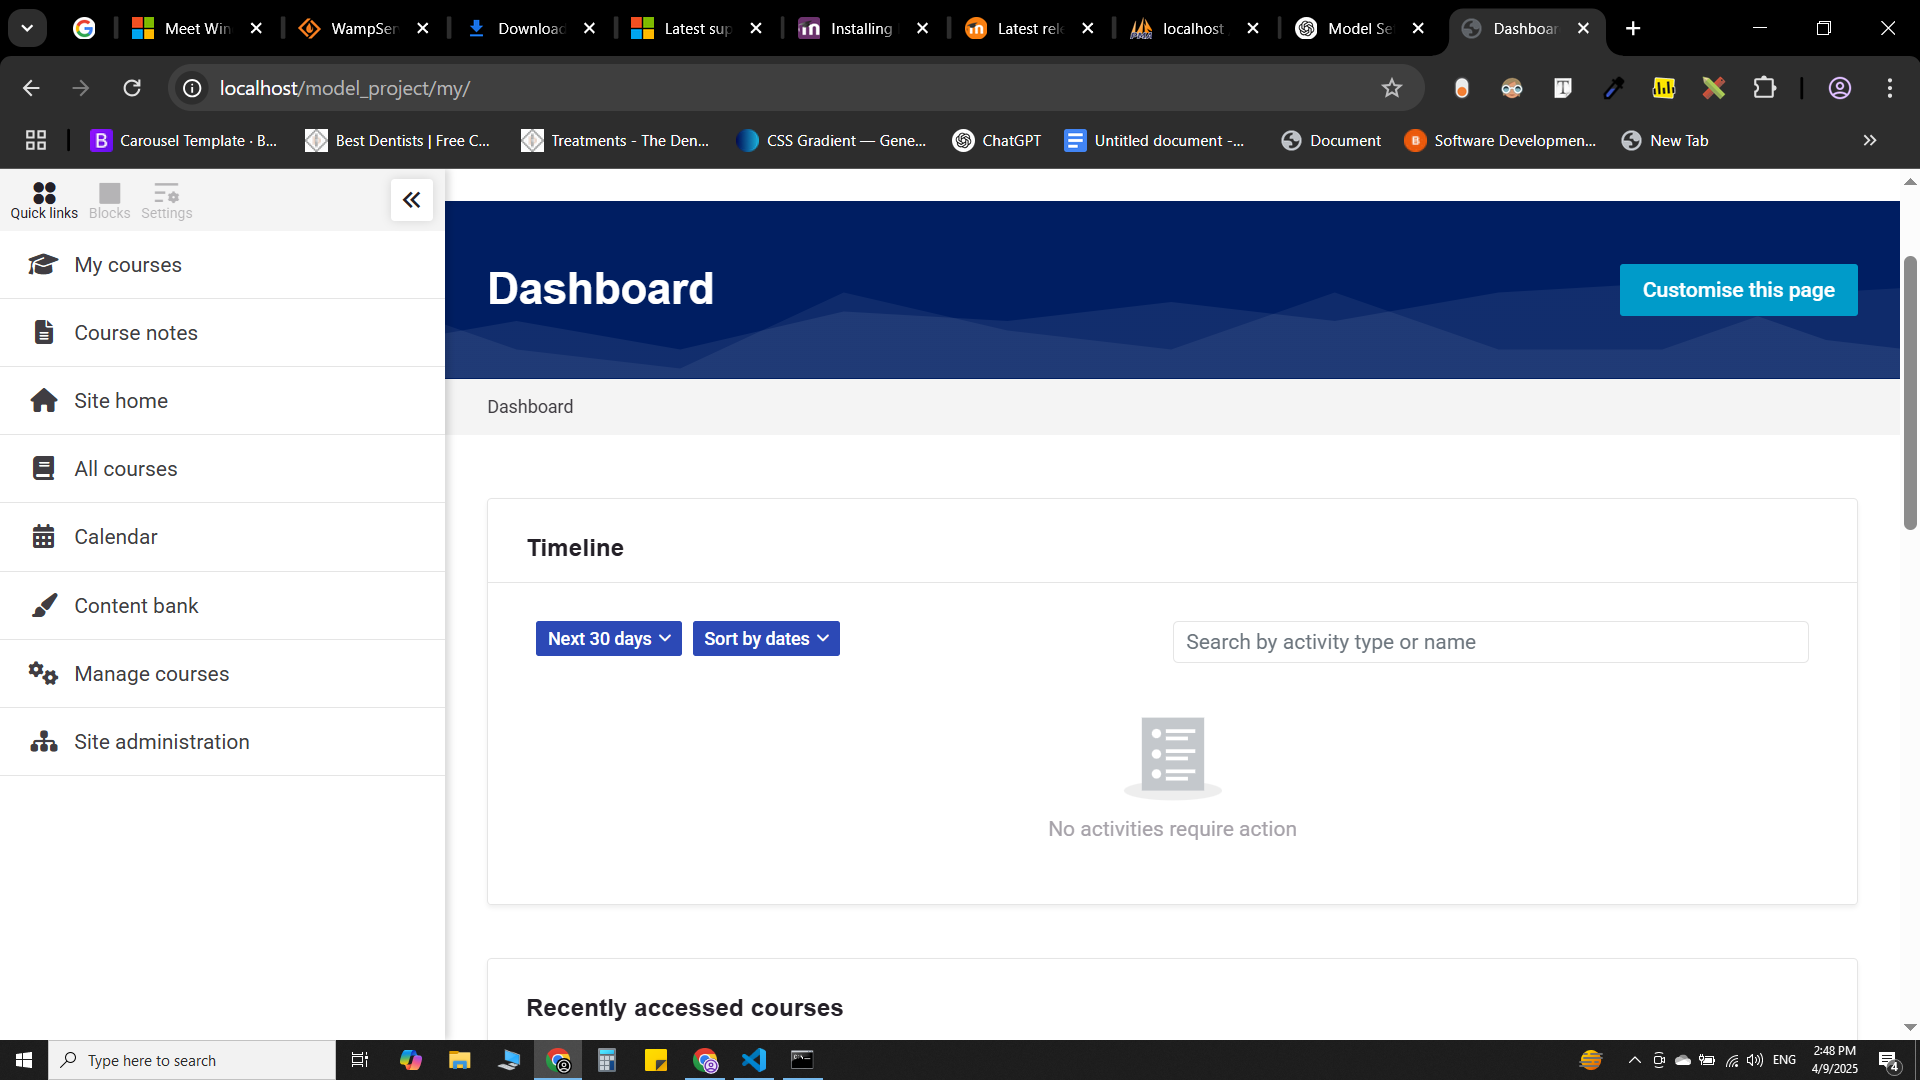 Meet Win
WampSer
Download
Latest sup
Installing
Latest rele
localhost
Model Se
Dashboar
localhost/model_project/my/
Carousel Template · B...
Best Dentists | Free C...
Treatments - The Den...
CSS Gradient — Gene...
ChatGPT
Untitled document -...
Document
Software Developmen...
New Tab
Quick links
Blocks
Settings
My courses
Course notes
Site home
All courses
Calendar
Content bank
Manage courses
Site administration
Dashboard
Customise this page
Dashboard
Timeline
Next 30 days
Sort by dates
Search by activity type or name
No activities require action
Recently accessed courses
Type here to search
ENG
2:48 PM
4/9/2025
4